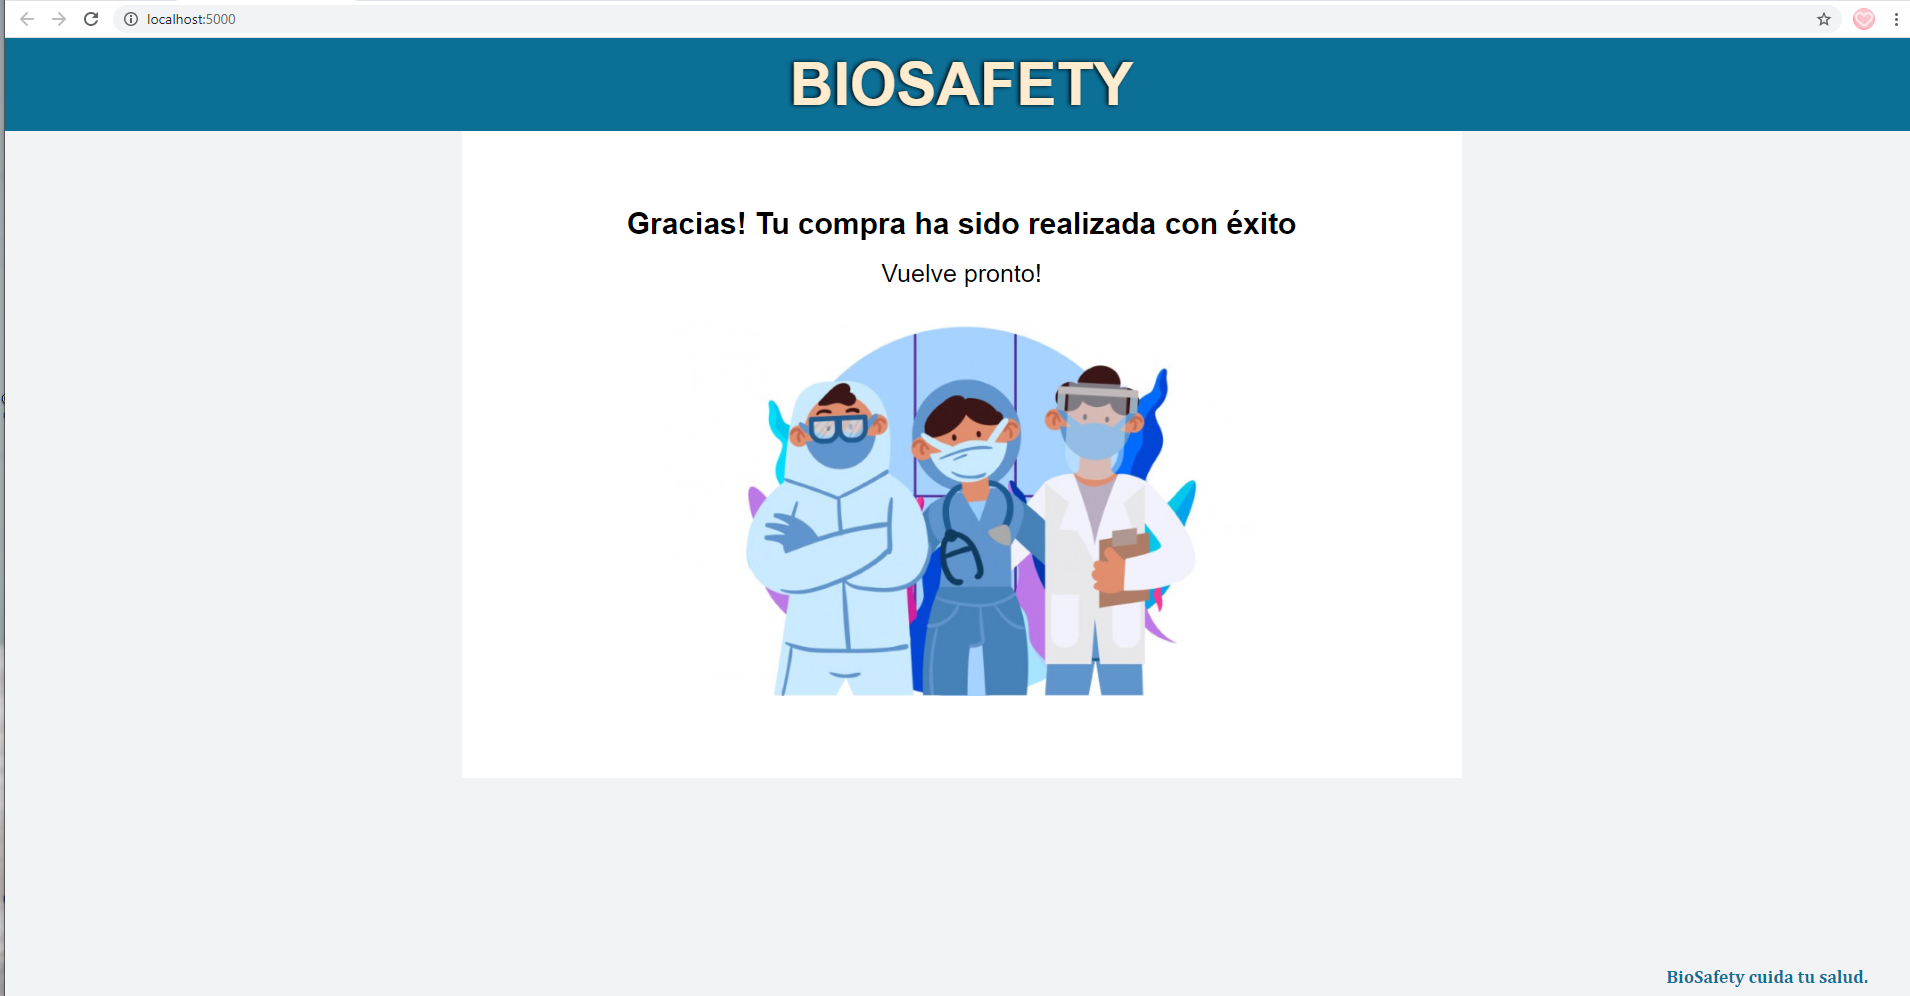 localhost:5000
BIOSAFETY
Gracias! Tu compra ha sido realizada con éxito
Vuelve pronto!
BioSafety cuida tu salud.